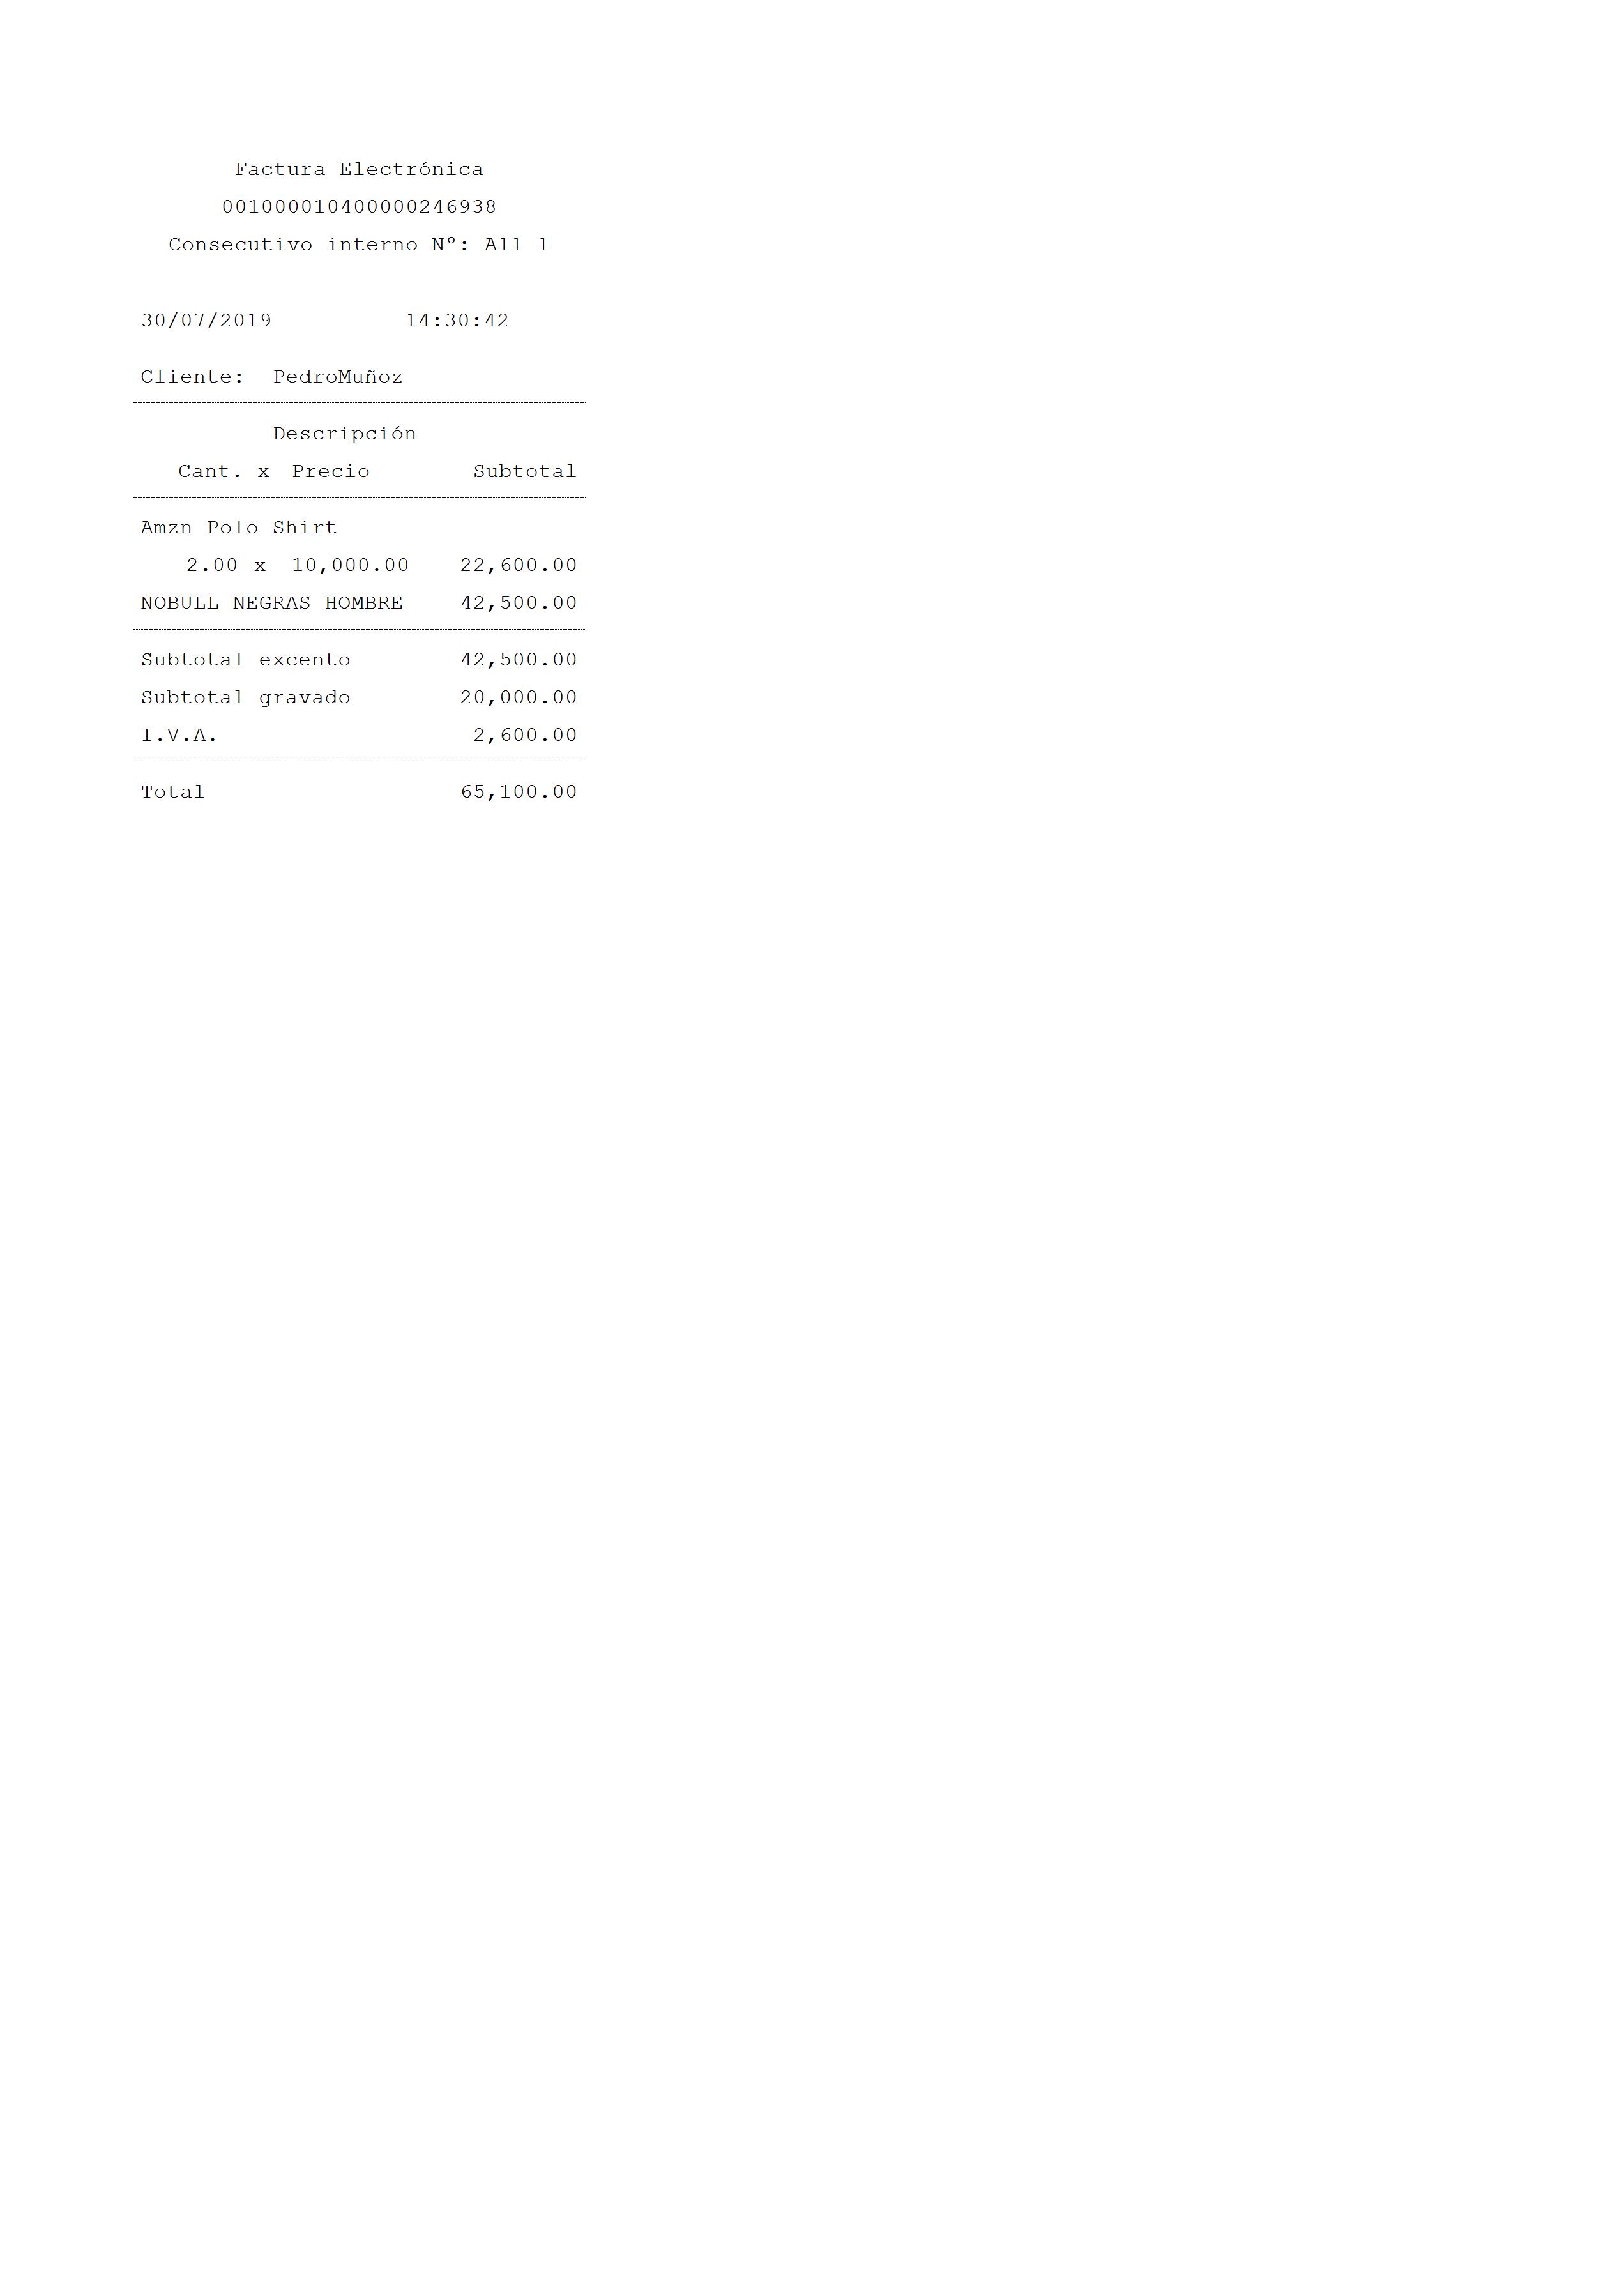 Factura Electrónica
00100001040000246938
Consecutivo interno Nº: A11 1
30/07/2019 14:30:42
Cliente: PedroMuñoz
Descripción
Cant. x Precio Subtotal
Amzn Polo Shirt
2.00 x 10,000.00 22,600.00
NOBULL NEGRAS HOMBRE 42,500.00
Subtotal excento 42,500.00
Subtotal gravado 20,000.00
I.V.A. 2,600.00
Total 65,100.00